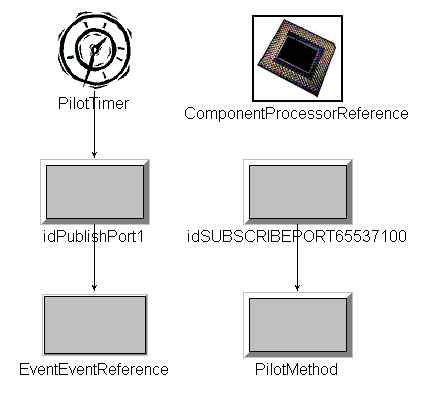 PilotTimer
ComponentProcessorReference
idPublishPort1
idSUBSCRIBEPORT65537100
EventEventReference
PilotMethod